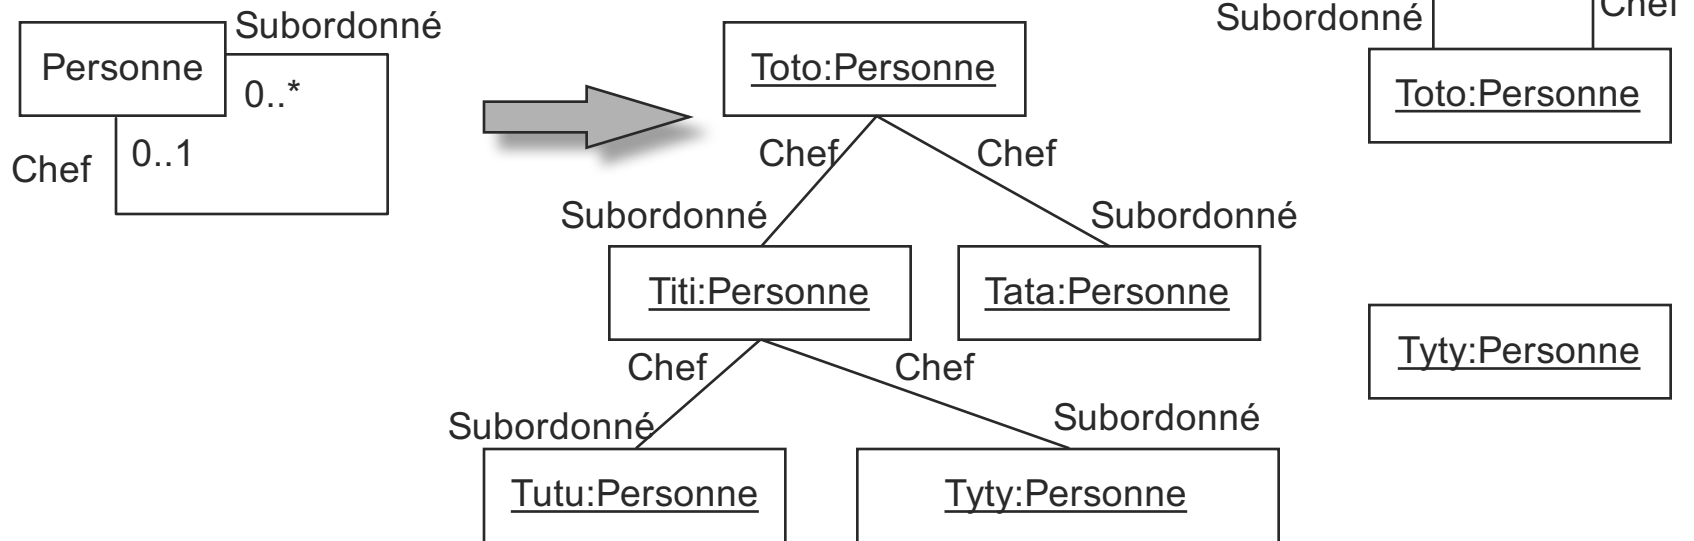 Subordonné
Personne
0..*
Chef
0..1
Toto:Personne
Chef
Chef
Subordonné
Subordonné
Titi:Personne
Tata:Personne
Chef
Chef
Subordonné
Subordonné
Tutu:Personne
Tyty:Personne
Subordonné
Chef
Toto:Personne
Tyty:Personne